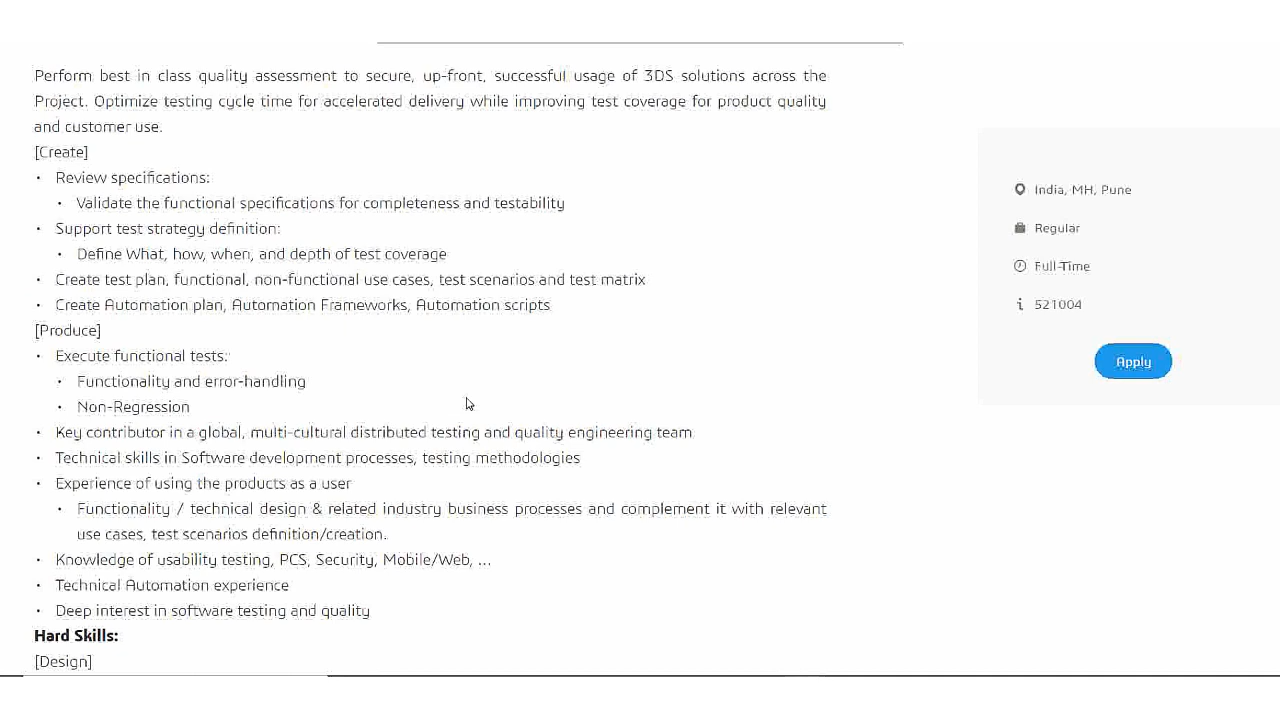 Perform best in class quality assessment to secure, up-front, successful usage of 3DS solutions across the
Project. Optimize testing cycle time for accelerated delivery while improving test coverage for product quality
and customer use.
[Create]
• Review specifications:
• Validate the functional specifications for completeness and testability
• Support test strategy definition:
• Define What, how, when, and depth of test coverage
• Create test plan, functional, non-functional use cases, test scenarios and test matrix
• Create Automation plan, Automation Frameworks, Automation scripts
[Produce]
• Execute functional tests:
• Functionality and error-handling
• Non-Regression
• Key contributor in a global, multi-cultural distributed testing and quality engineering team
• Technical skills in Software development processes, testing methodologies
• Experience of using the products as a user
• Functionality / technical design & related industry business processes and complement it with relevant
use cases, test scenarios definition/creation.
• Knowledge of usability testing, PCS, Security, Mobile/Web, ...
• Technical Automation experience
• Deep interest in software testing and quality
Hard Skills:
[Design]
India, MH, Pune
Regular
Full-Time
521004
Apply